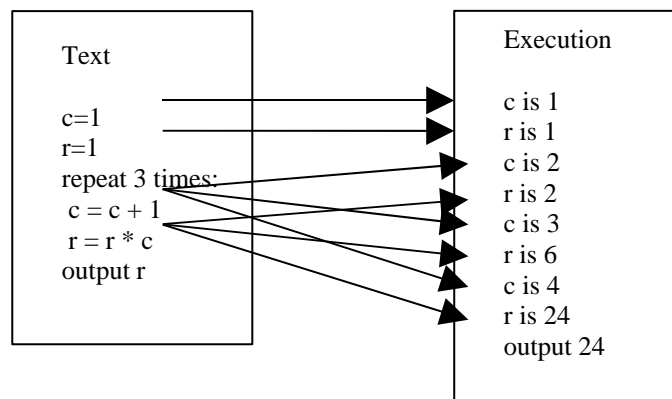 Text
c=1
r=1
repeat 3 times:
c = c + 1
r = r * c
output r
Execution
c is 1
r is 1
c is 2
r is 2
c is 3
r is 6
c is 4
r is 24
output 24